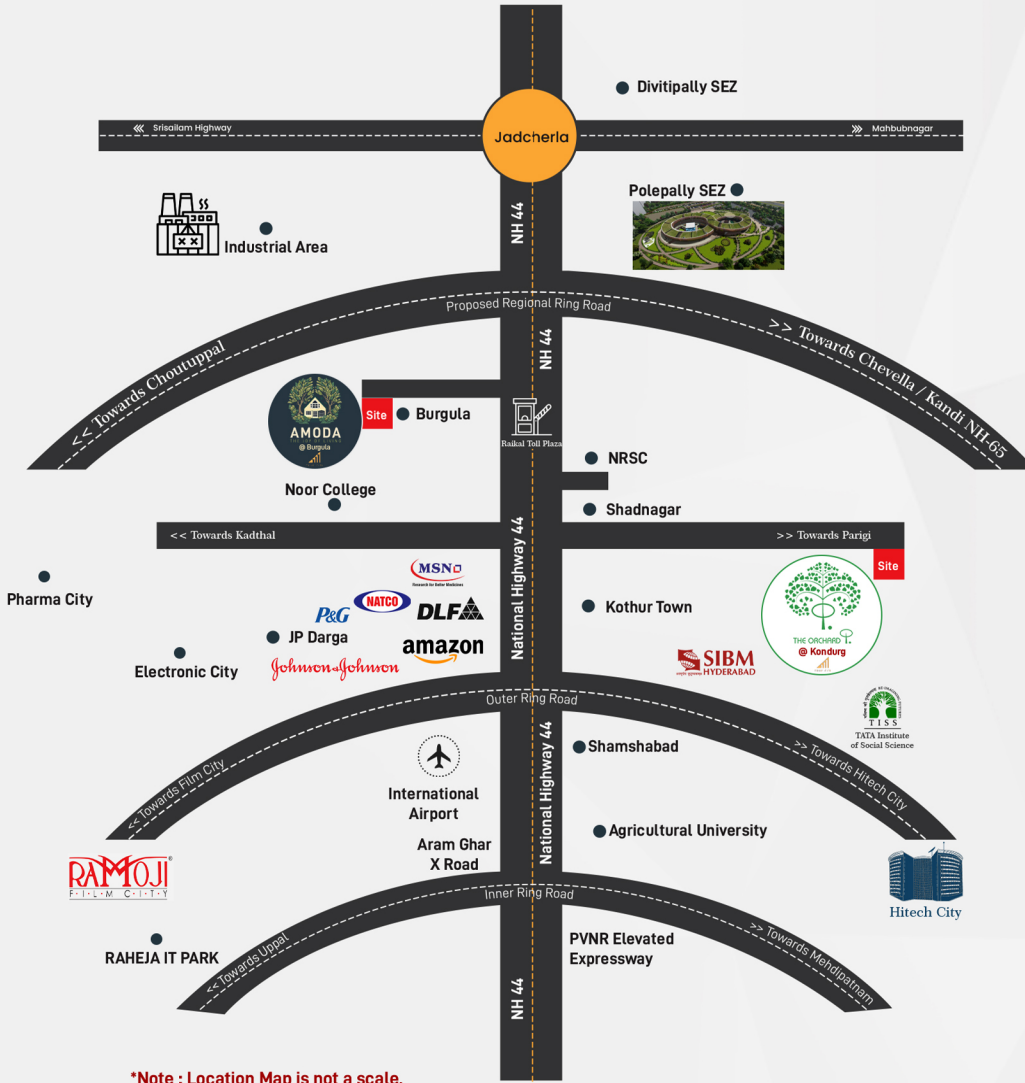 Divitipally SEZ
<< Srisailam Highway
Jadcherla
>>> Mahbubnagar
Polepally SEZ
NH 44
Industrial Area
Proposed Regional Ring Road
<< Towards Choutuppal
>> Towards Chevella / Kandi NH-65
NH 44
AMODA
@ Burgula
Site
Burgula
Raikal Toll Plaza
NRSC
Noor College
Shadnagar
<< Towards Kadthal
>> Towards Parigi
National Highway 44
Site
MSN
Research for Better Medicines
Pharma City
P&G
NATCO
DLF
Kothur Town
JP Darga
amazon
THE ORCHARD
@ Kondurg
Electronic City
Johnson & Johnson
SIBM
HYDERABAD
Outer Ring Road
TISS
TATA Institute
of Social Science
<< Towards Film City
>> Towards Hitech City
National Highway 44
Shamshabad
International
Airport
Agricultural University
Aram Ghar
X Road
RAMOJI
FILM CITY
Hitech City
Inner Ring Road
<< Towards Uppal
>> Towards Mehdipatnam
RAHEJA IT PARK
PVNR Elevated
Expressway
NH 44
*Note : Location Map is not a scale.